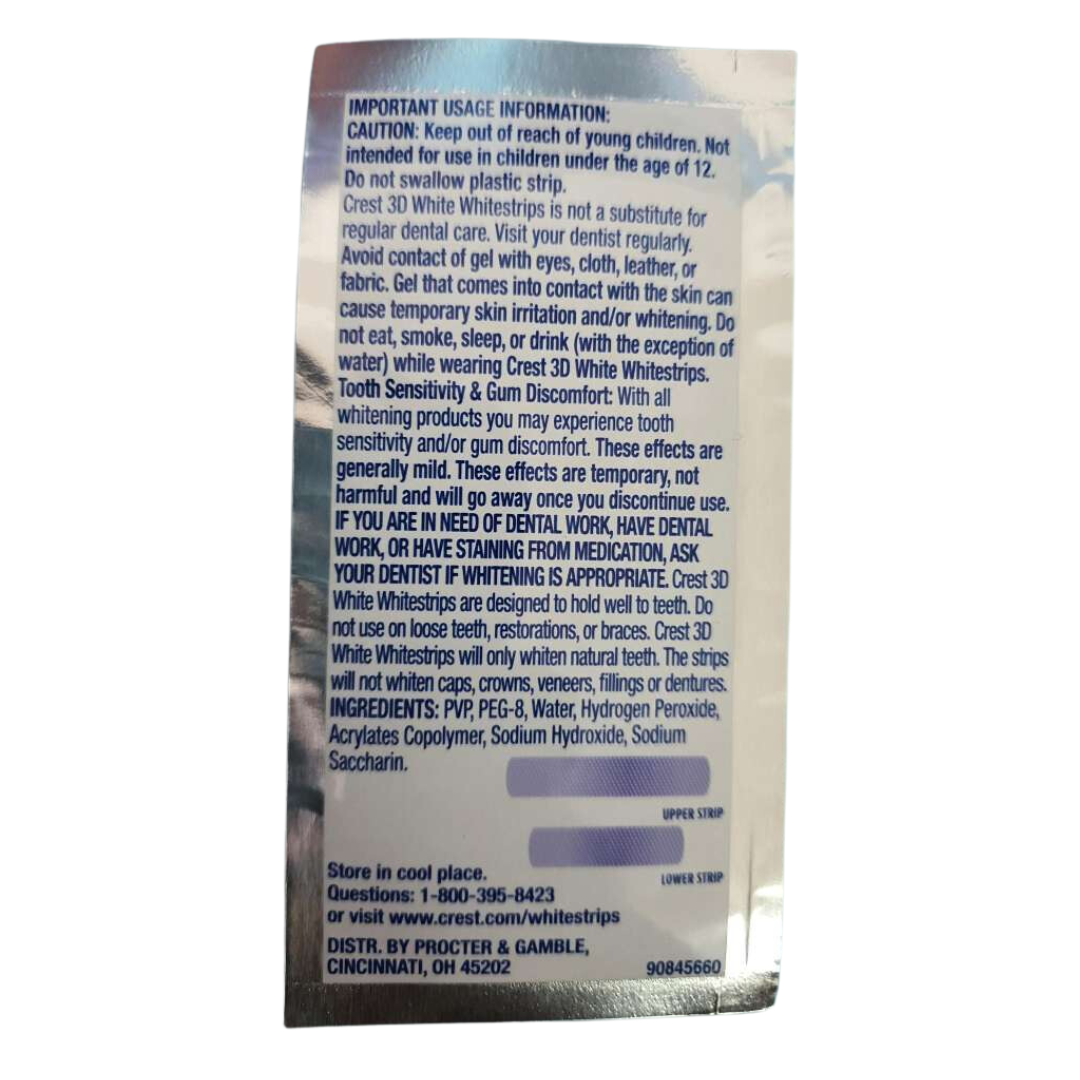 IMPORTANT USAGE INFORMATION:
CAUTION: Keep out of reach of young children. Not
intended for use in children under the age of 12.
Do not swallow plastic strip.
Crest 3D White Whitestrips is not a substitute for
regular dental care. Visit your dentist regularly.
Avoid contact of gel with eyes, cloth, leather, or
fabric. Gel that comes into contact with the skin can
cause temporary skin irritation and/or whitening. Do
not eat, smoke, sleep, or drink (with the exception of
water) while wearing Crest 3D White Whitestrips.
Tooth Sensitivity & Gum Discomfort: With all
whitening products you may experience tooth
sensitivity and/or gum discomfort. These effects are
generally mild. These effects are temporary, not
harmful and will go away once you discontinue use.
IF YOU ARE IN NEED OF DENTAL WORK, HAVE DENTAL
WORK, OR HAVE STAINING FROM MEDICATION, ASK
YOUR DENTIST IF WHITENING IS APPROPRIATE. Crest 3D
White Whitestrips are designed to hold well to teeth. Do
not use on loose teeth, restorations, or braces. Crest 3D
White Whitestrips will only whiten natural teeth. The strips
will not whiten caps, crowns, veneers, fillings or dentures.
INGREDIENTS: PVP, PEG-8, Water, Hydrogen Peroxide,
Acrylates Copolymer, Sodium Hydroxide, Sodium
Saccharin.
UPPER STRIP
LOWER STRIP
Store in cool place.
Questions: 1-800-395-8423
or visit www.crest.com/whitestrips
DISTR. BY PROCTER & GAMBLE,
CINCINNATI, OH 45202
90845660